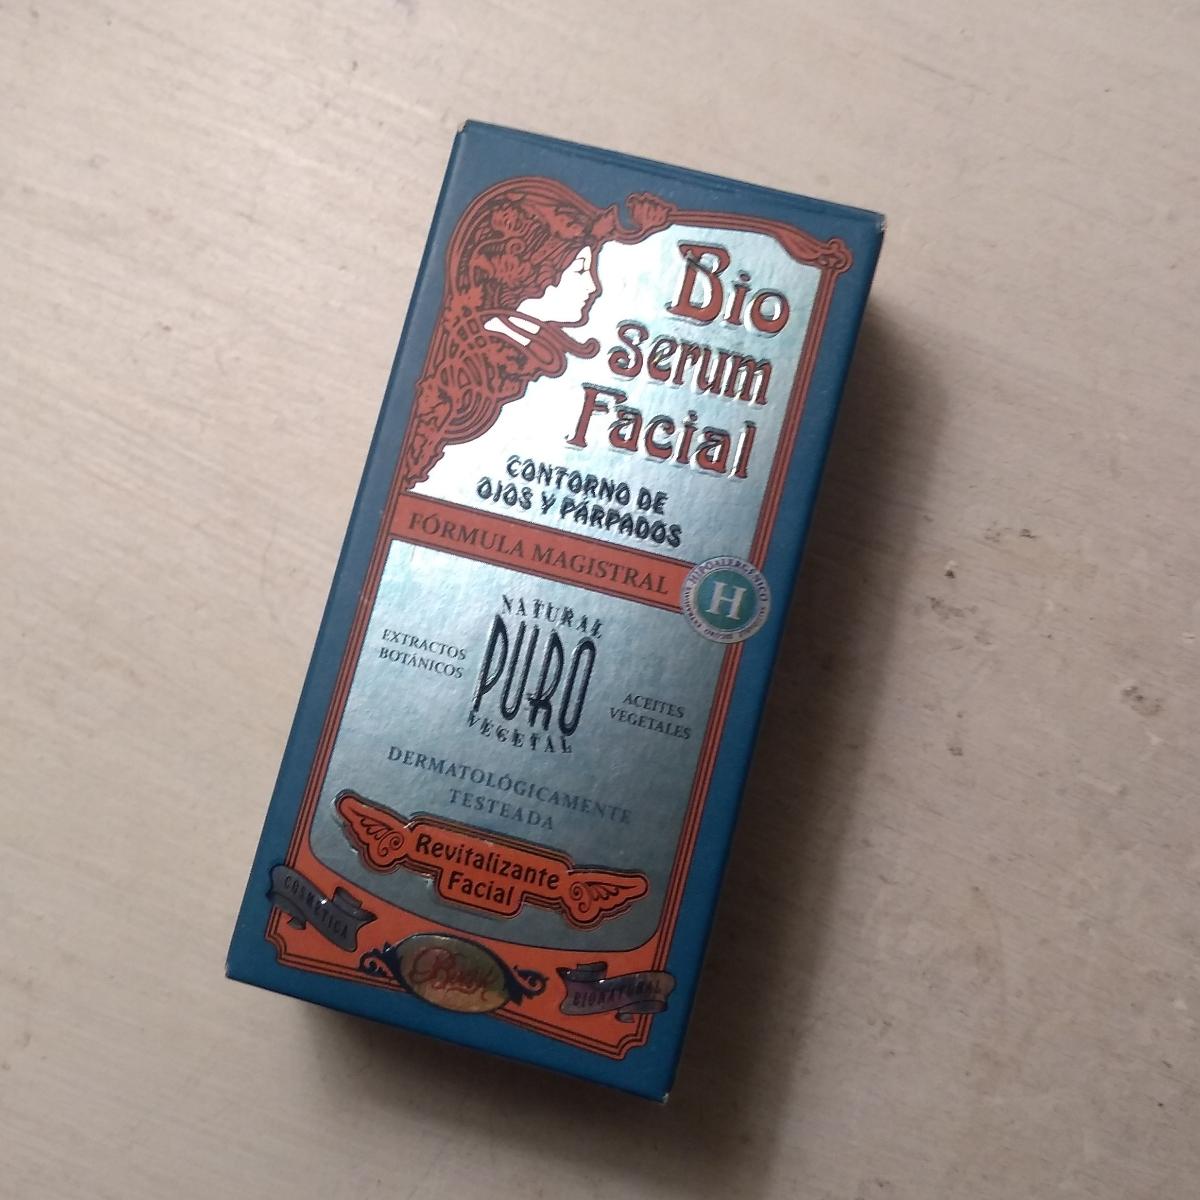 Bio
Serum
Facial
CONTORNO DE
OJOS Y PÁRPADOS
FÓRMULA MAGISTRAL
HIPOALERGÉNICO
H
NATURAL
PURO
VEGETAL
EXTRACTOS
BOTÁNICOS
ACEITES
VEGETALES
DERMATOLÓGICAMENTE
TESTEADA
Revitalizante
Facial
COSMÉTICA
BIONATURAL